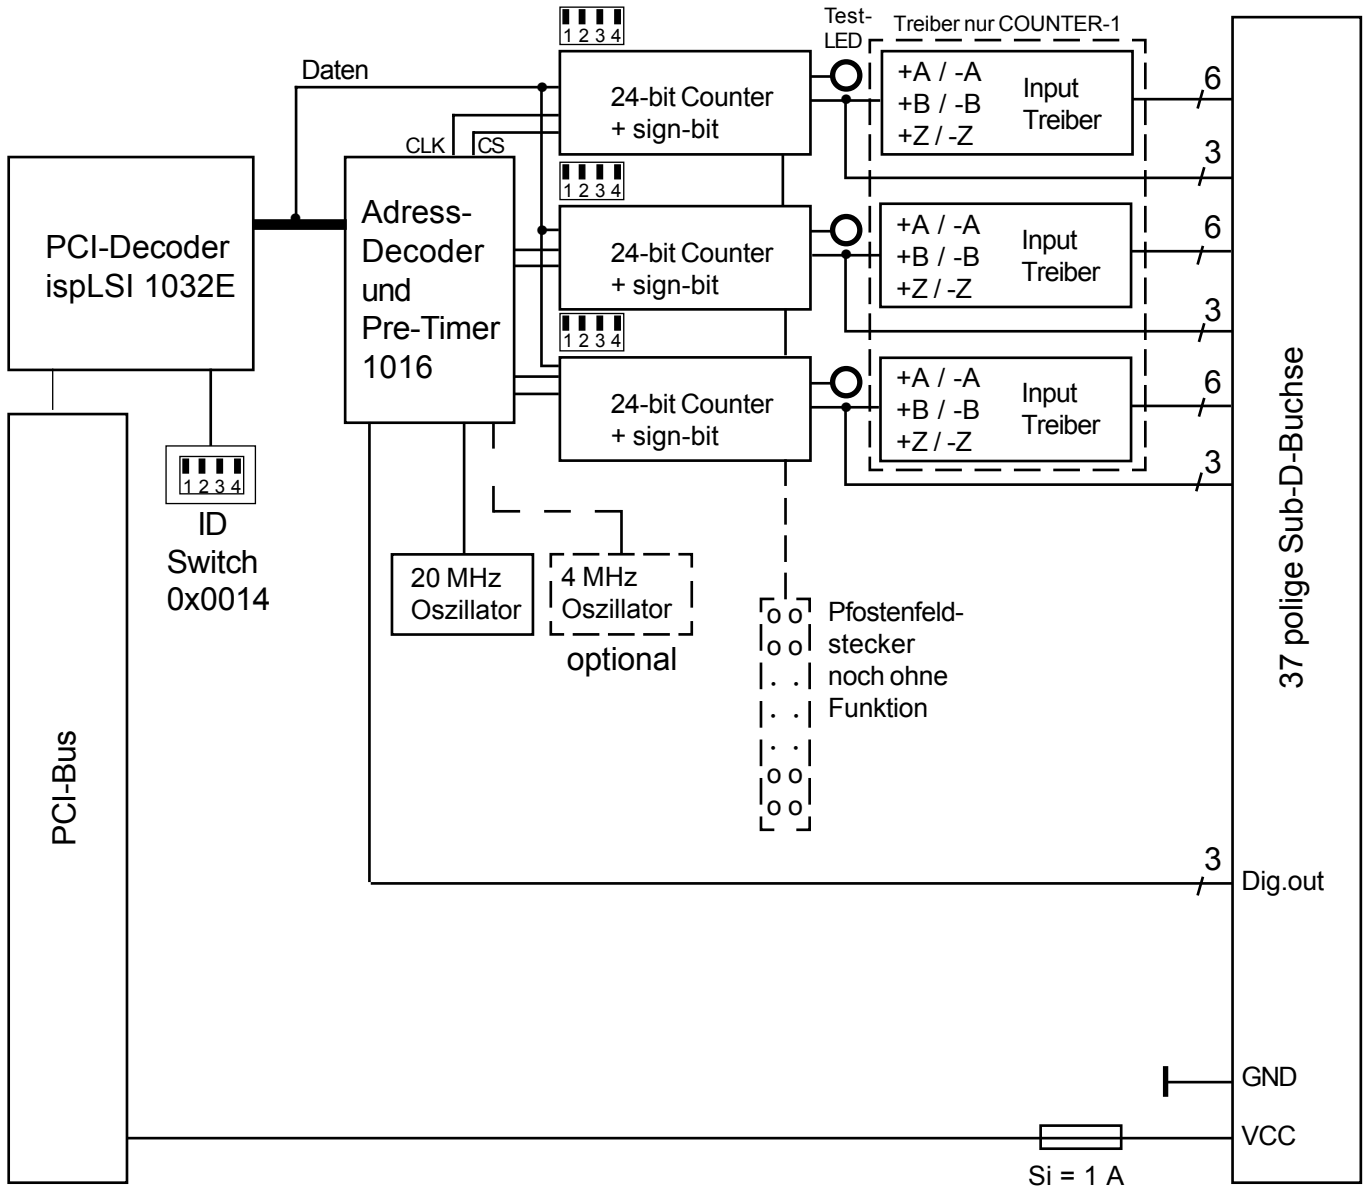 1 2 3 4
Test-
LED
Treiber nur COUNTER-1
Daten
24-bit Counter
+ sign-bit
+A / -A
+B / -B
+Z / -Z
Input
Treiber
6
3
CLK
CS
1 2 3 4
PCI-Decoder
ispLSI 1032E
Adress-
Decoder
und
Pre-Timer
1016
24-bit Counter
+ sign-bit
+A / -A
+B / -B
+Z / -Z
Input
Treiber
6
3
1 2 3 4
24-bit Counter
+ sign-bit
+A / -A
+B / -B
+Z / -Z
Input
Treiber
6
3
37 polige Sub-D-Buchse
1 2 3 4
ID
Switch
0x0014
20 MHz
Oszillator
4 MHz
Oszillator
optional
o o
o o
. .
. .
. .
o o
o o
Pfostenfeld-
stecker
noch ohne
Funktion
PCI-Bus
3
Dig.out
GND
VCC
Si = 1 A